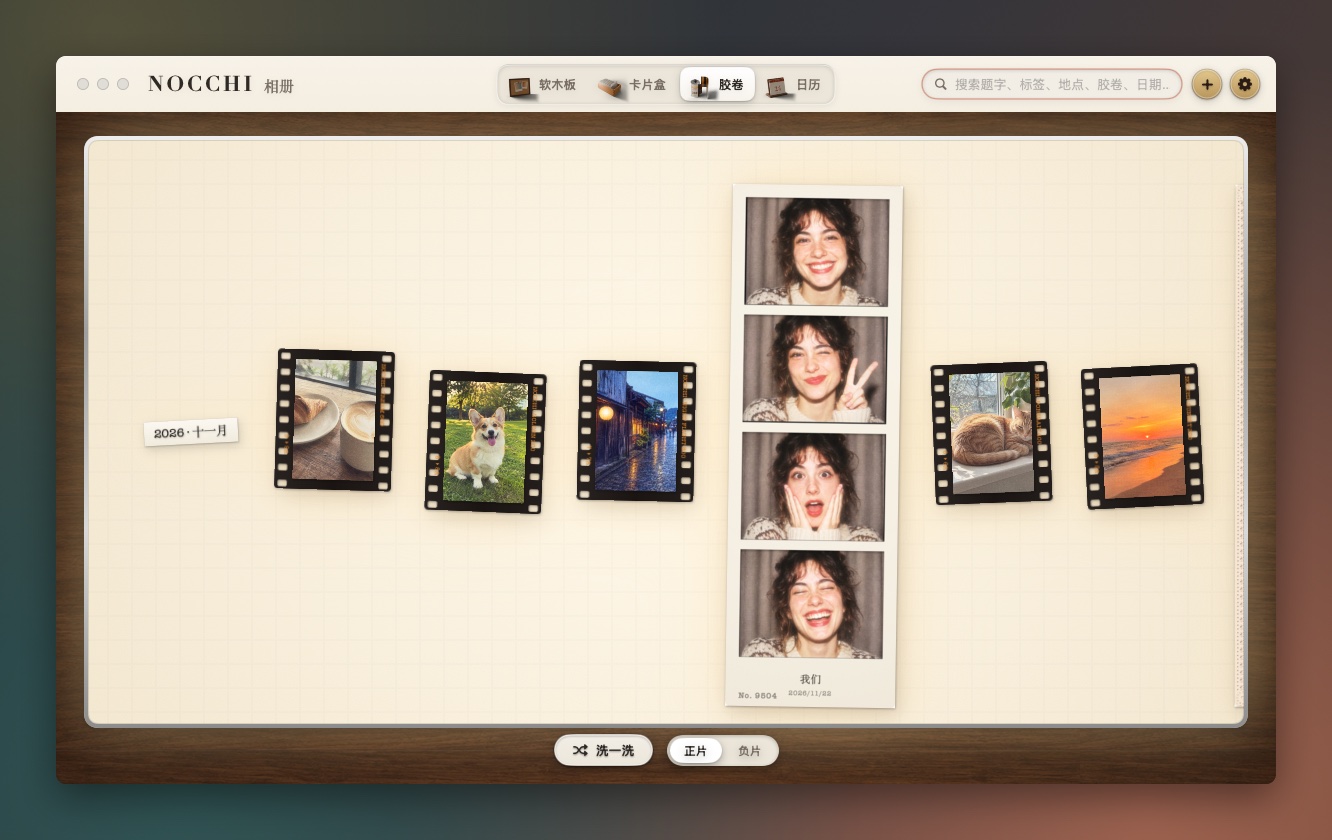 NOCCHI 相册
软木板
卡片盒
胶卷
日历
搜索题字、标签、地点、胶卷、日期..
2026·十一月
我们
No. 9804 2026/11/22
洗一洗
正片
负片